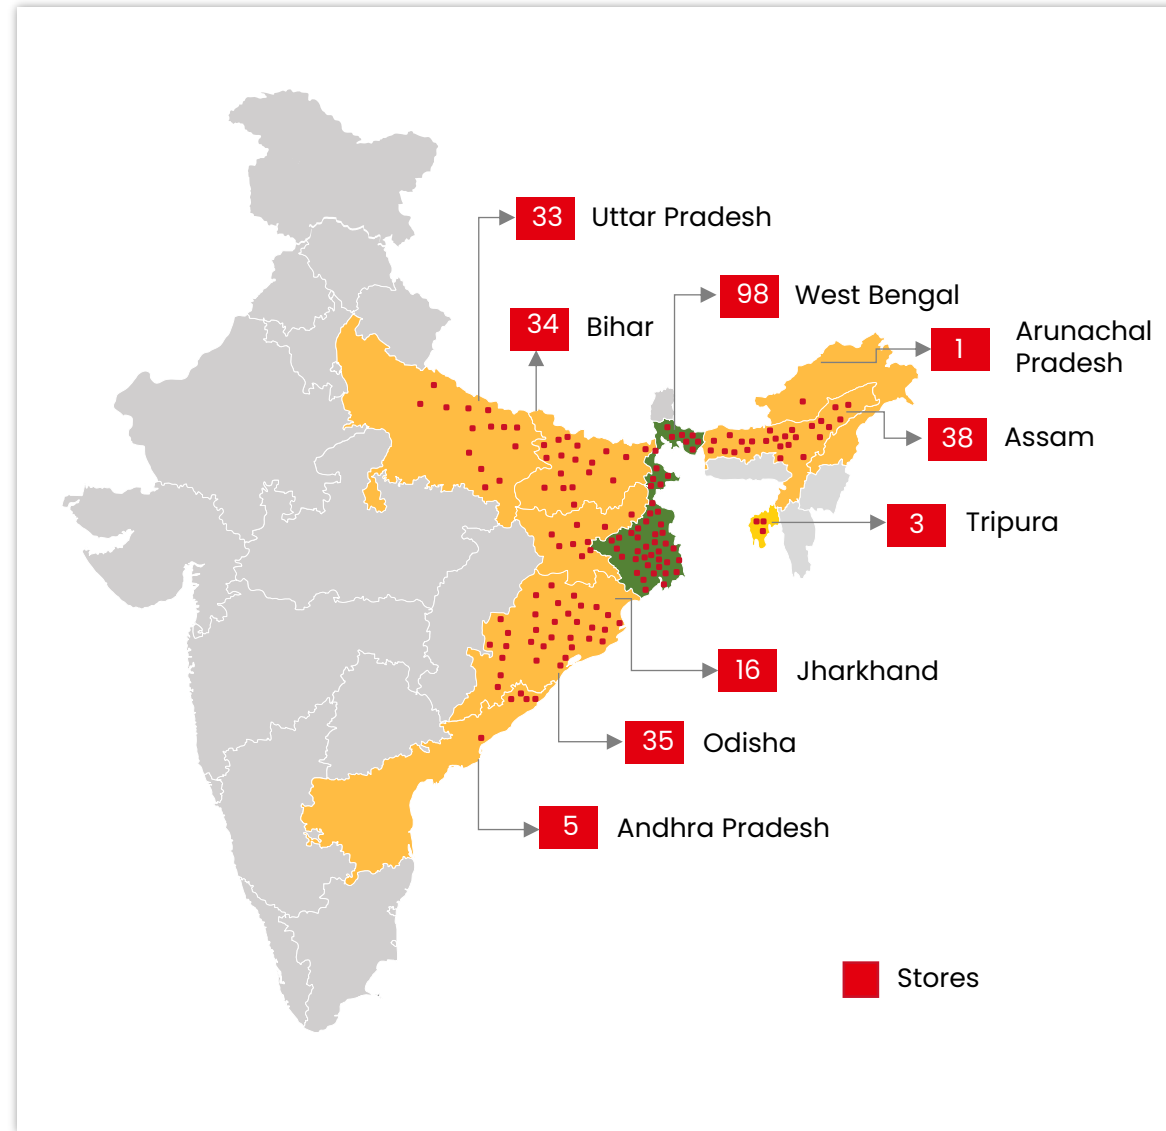 33 Uttar Pradesh
98 West Bengal
34 Bihar
1 Arunachal
Pradesh
38 Assam
3 Tripura
16 Jharkhand
35 Odisha
5 Andhra Pradesh
Stores